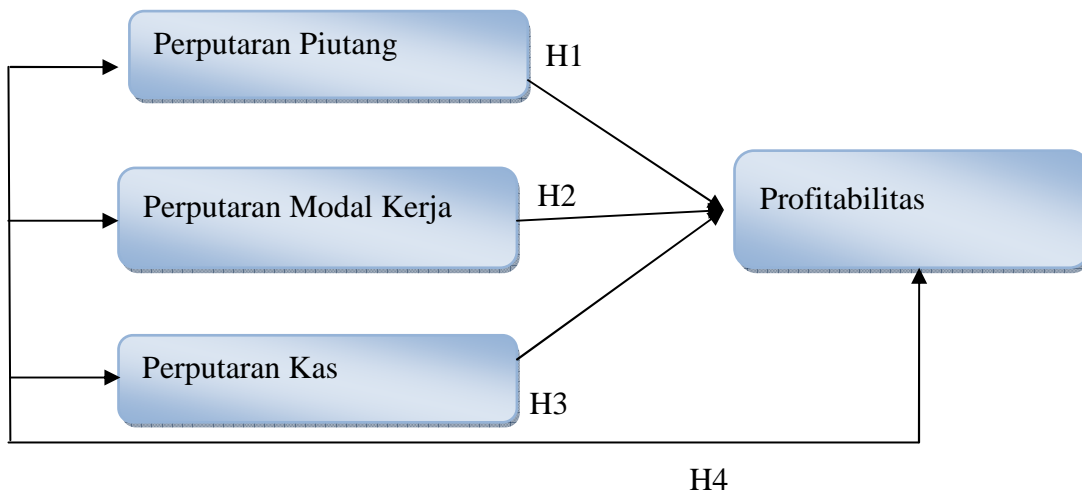 Perputaran Piutang
H1
Perputaran Modal Kerja
H2
Profitabilitas
Perputaran Kas
H3
H4